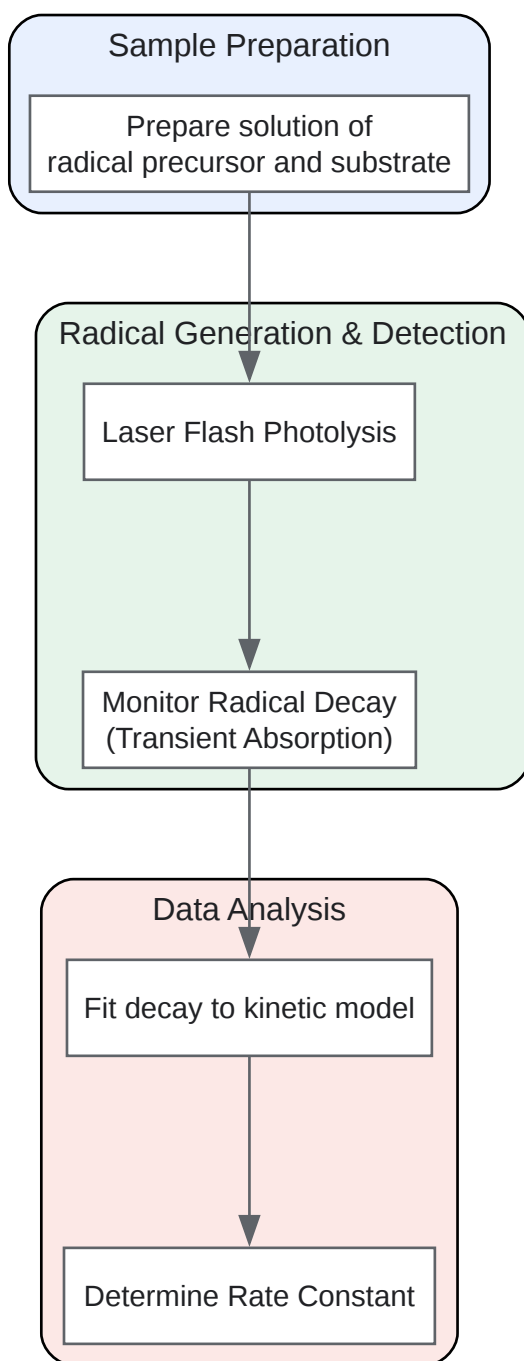 Sample Preparation
Prepare solution of
radical precursor and substrate
Radical Generation & Detection
Laser Flash Photolysis
Monitor Radical Decay
(Transient Absorption)
Data Analysis
Fit decay to kinetic model
Determine Rate Constant